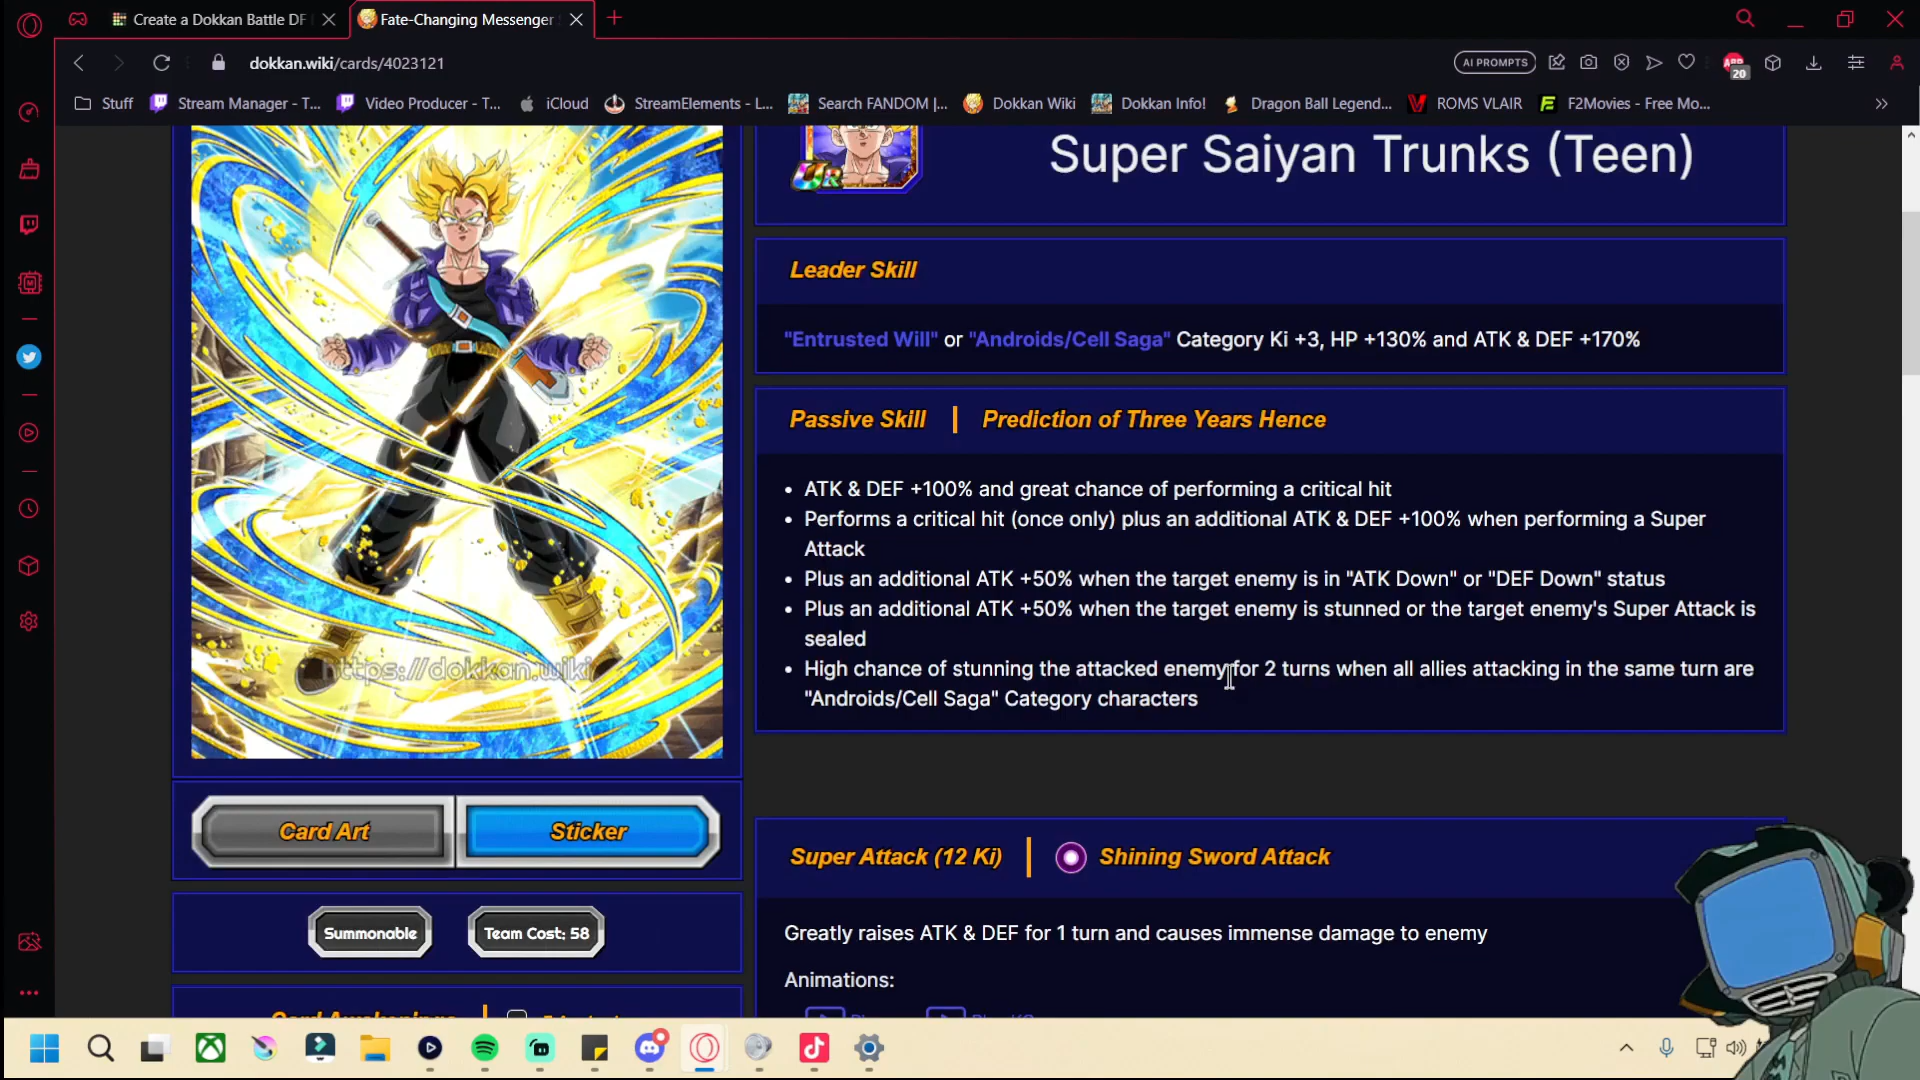 Create a Dokkan Battle DF
Fate-Changing Messenger
dokkan.wiki/cards/4023121
AI PROMPTS
20
Stuff
Stream Manager - T...
Video Producer - T...
iCloud
StreamElements - L...
Search FANDOM |...
Dokkan Wiki
Dokkan Info!
Dragon Ball Legend...
ROMS VLAIR
F2Movies - Free Mo...
UR
Super Saiyan Trunks (Teen)
Leader Skill
"Entrusted Will" or "Androids/Cell Saga" Category Ki +3, HP +130% and ATK & DEF +170%
Passive Skill | Prediction of Three Years Hence
• ATK & DEF +100% and great chance of performing a critical hit
• Performs a critical hit (once only) plus an additional ATK & DEF +100% when performing a Super
Attack
• Plus an additional ATK +50% when the target enemy is in "ATK Down" or "DEF Down" status
• Plus an additional ATK +50% when the target enemy is stunned or the target enemy's Super Attack is
sealed
• High chance of stunning the attacked enemy for 2 turns when all allies attacking in the same turn are
"Androids/Cell Saga" Category characters
https://dokkan.wiki/
Card Art
Sticker
Summonable
Team Cost: 58
Super Attack (12 Ki) | Shining Sword Attack
Greatly raises ATK & DEF for 1 turn and causes immense damage to enemy
Animations:
Card Awakenings